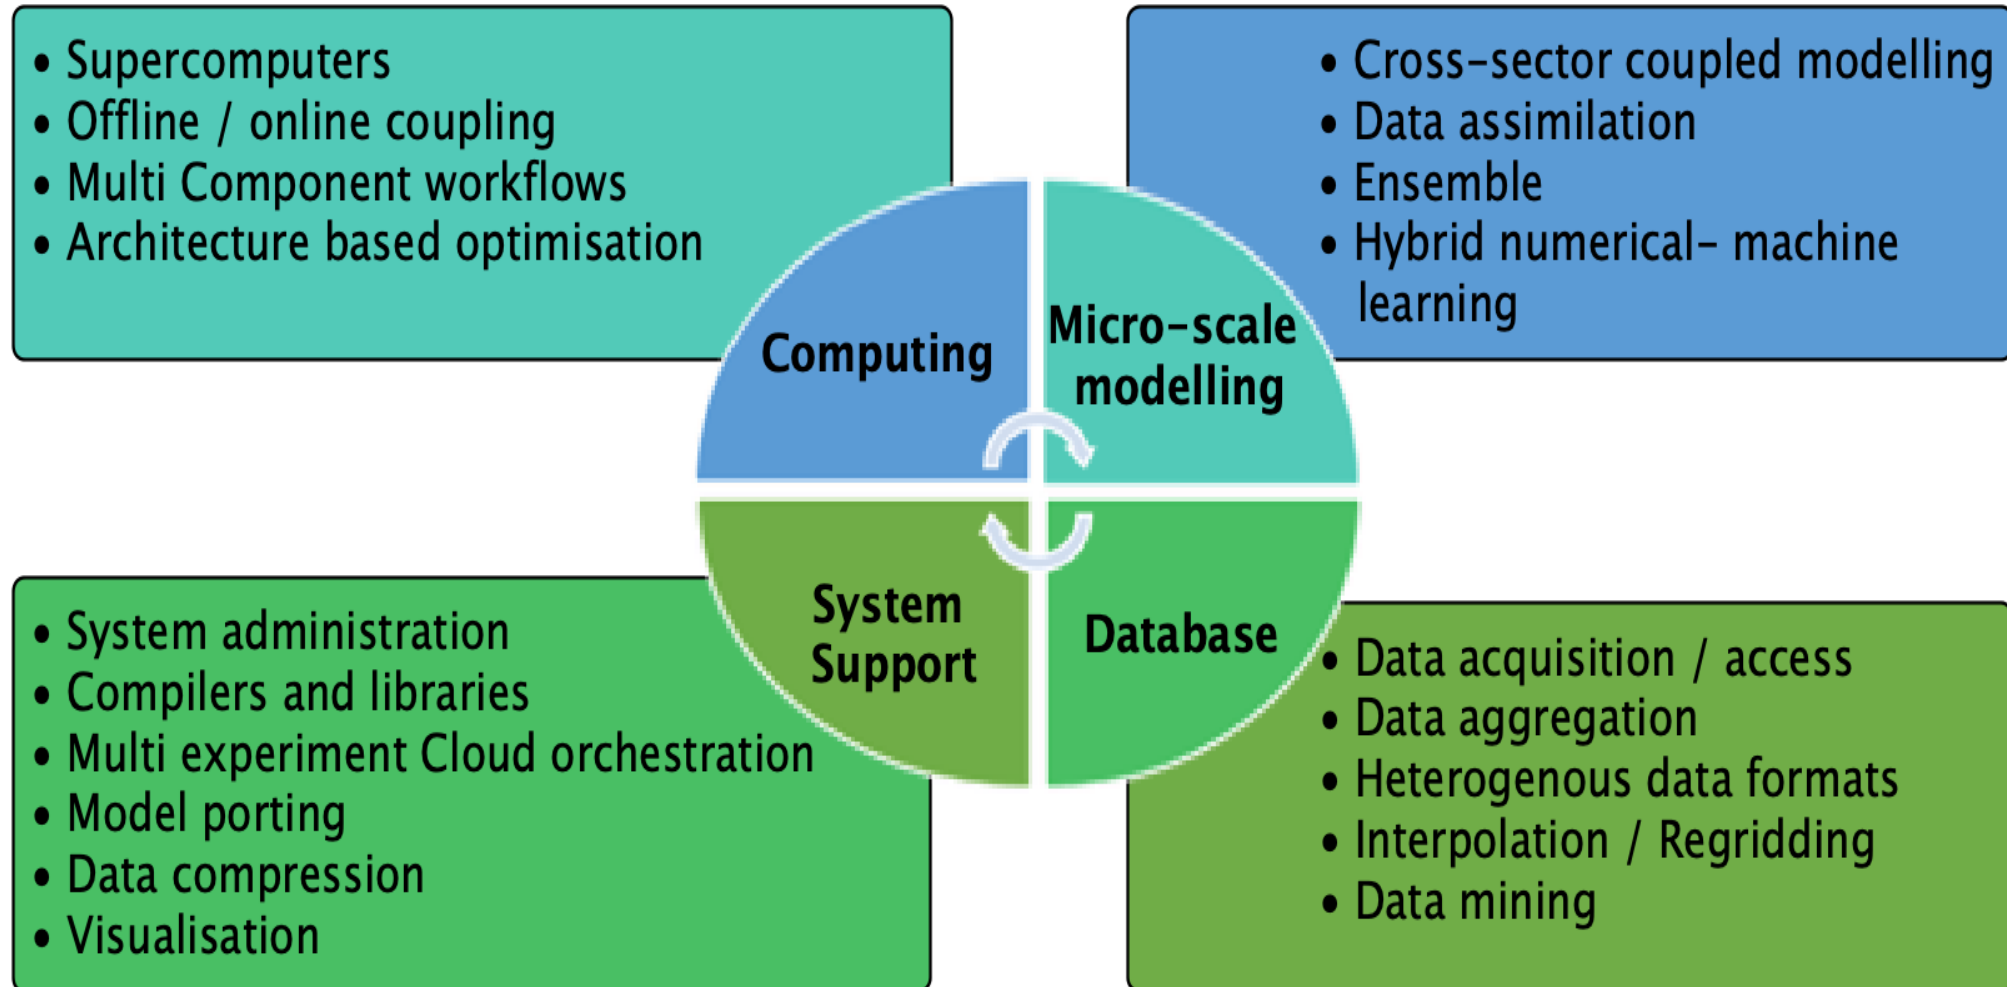 • Supercomputers
• Offline / online coupling
• Multi Component workflows
• Architecture based optimisation
• Cross-sector coupled modelling
• Data assimilation
• Ensemble
• Hybrid numerical- machine
learning
Computing
Micro-scale
modelling
System
Support
Database
• System administration
• Compilers and libraries
• Multi experiment Cloud orchestration
• Model porting
• Data compression
• Visualisation
• Data acquisition / access
• Data aggregation
• Heterogenous data formats
• Interpolation / Regridding
• Data mining